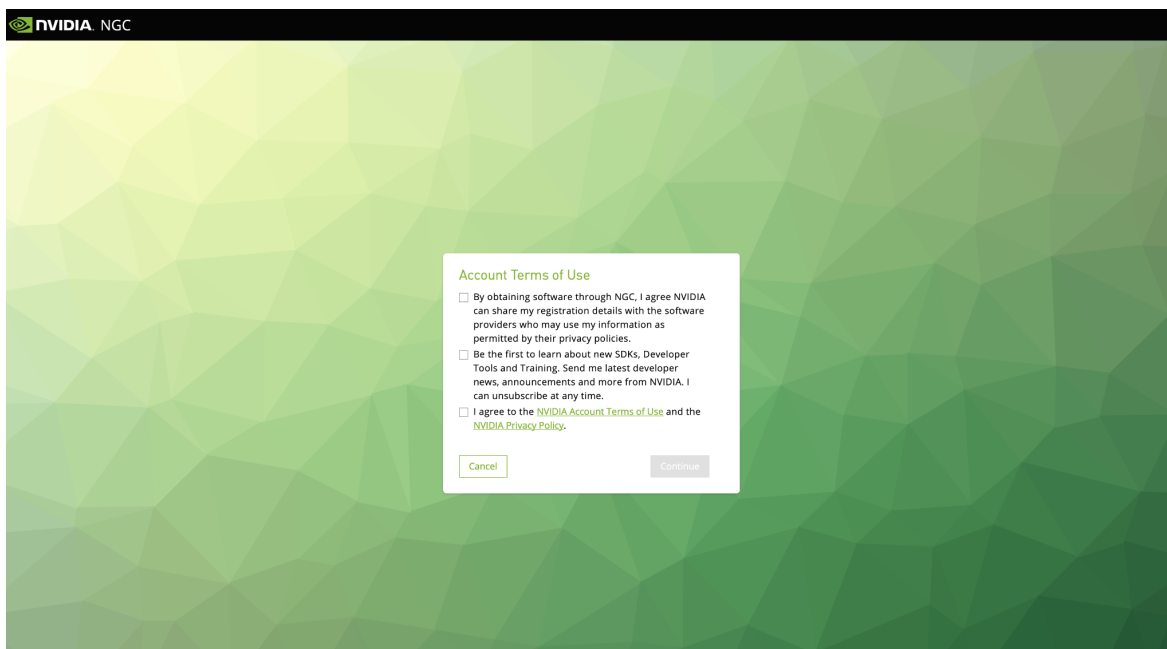 NVIDIA. NGC
Account Terms of Use
By obtaining software through NGC, I agree NVIDIA
can share my registration details with the software
providers who may use my information as
permitted by their privacy policies.
Be the first to learn about new SDKs, Developer
Tools and Training. Send me latest developer
news, announcements and more from NVIDIA. I
can unsubscribe at any time.
I agree to the NVIDIA Account Terms of Use and the
NVIDIA Privacy Policy.
Cancel
Continue